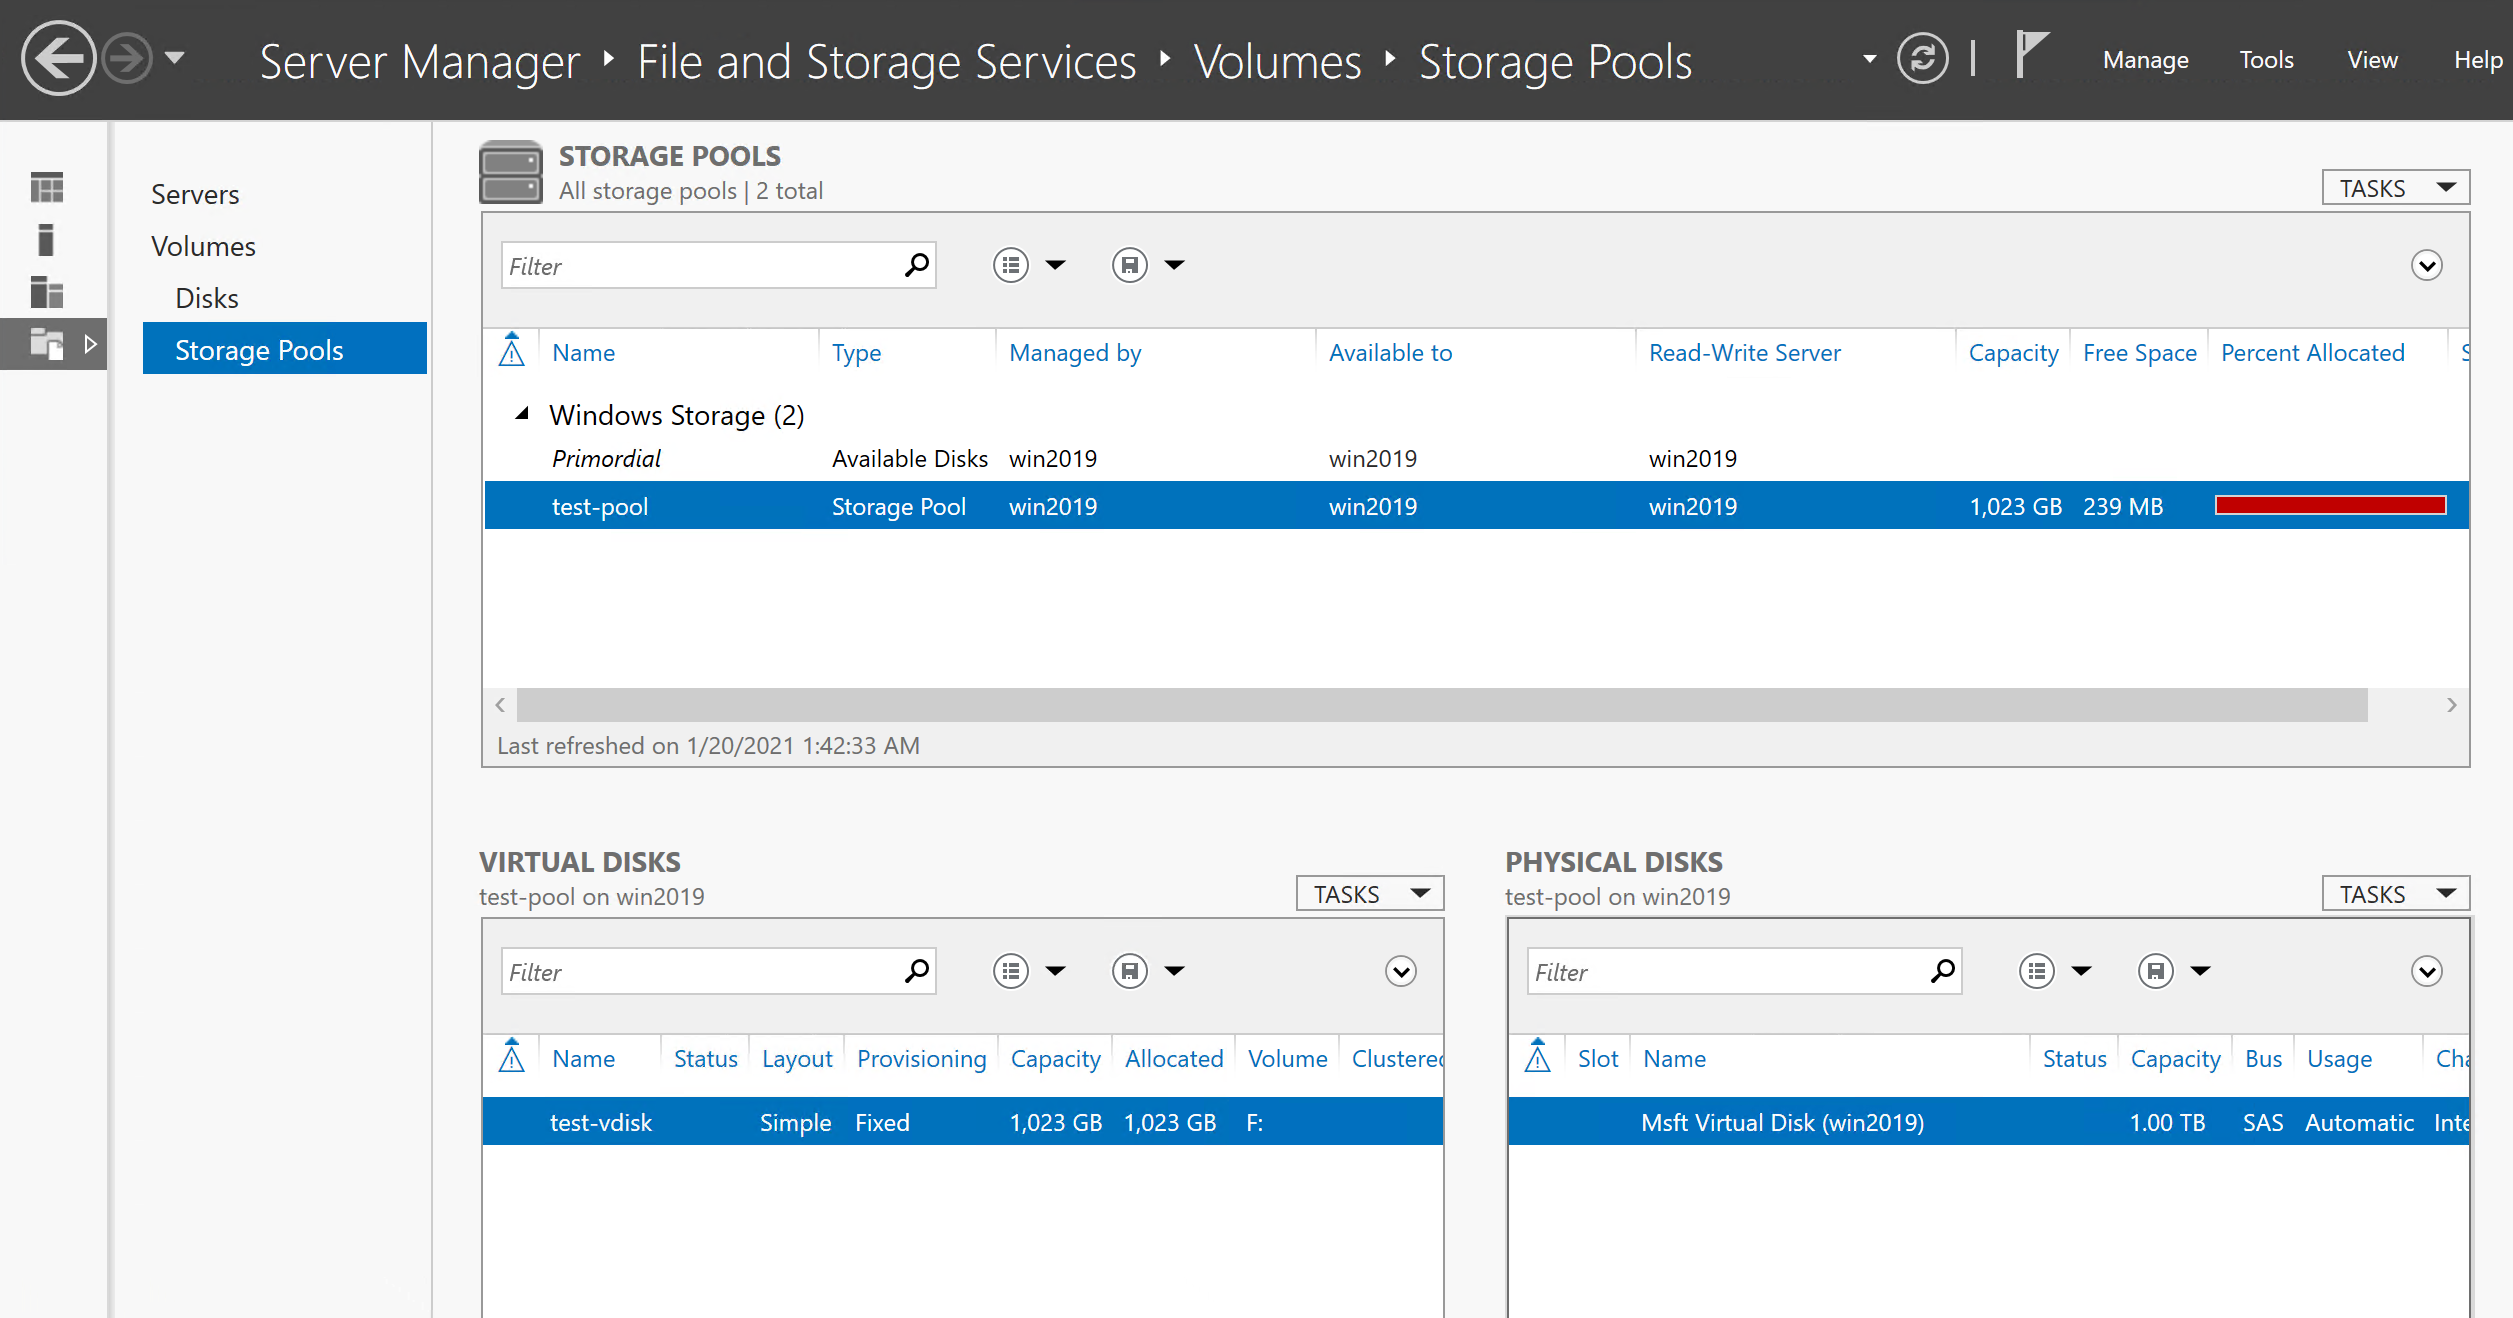 Server Manager ‣ File and Storage Services ‣ Volumes ‣ Storage Pools
Manage Tools View Help
Servers
Volumes
Disks
Storage Pools
STORAGE POOLS
All storage pools | 2 total
TASKS
Filter
Name Type Managed by Available to Read-Write Server Capacity Free Space Percent Allocated
Windows Storage (2)
Primordial Available Disks win2019 win2019 win2019
test-pool Storage Pool win2019 win2019 win2019 1,023 GB 239 MB
Last refreshed on 1/20/2021 1:42:33 AM
VIRTUAL DISKS
test-pool on win2019
TASKS
Filter
Name Status Layout Provisioning Capacity Allocated Volume Clustered
test-vdisk Simple Fixed 1,023 GB 1,023 GB F:
PHYSICAL DISKS
test-pool on win2019
TASKS
Filter
Slot Name Status Capacity Bus Usage
Msft Virtual Disk (win2019) 1.00 TB SAS Automatic